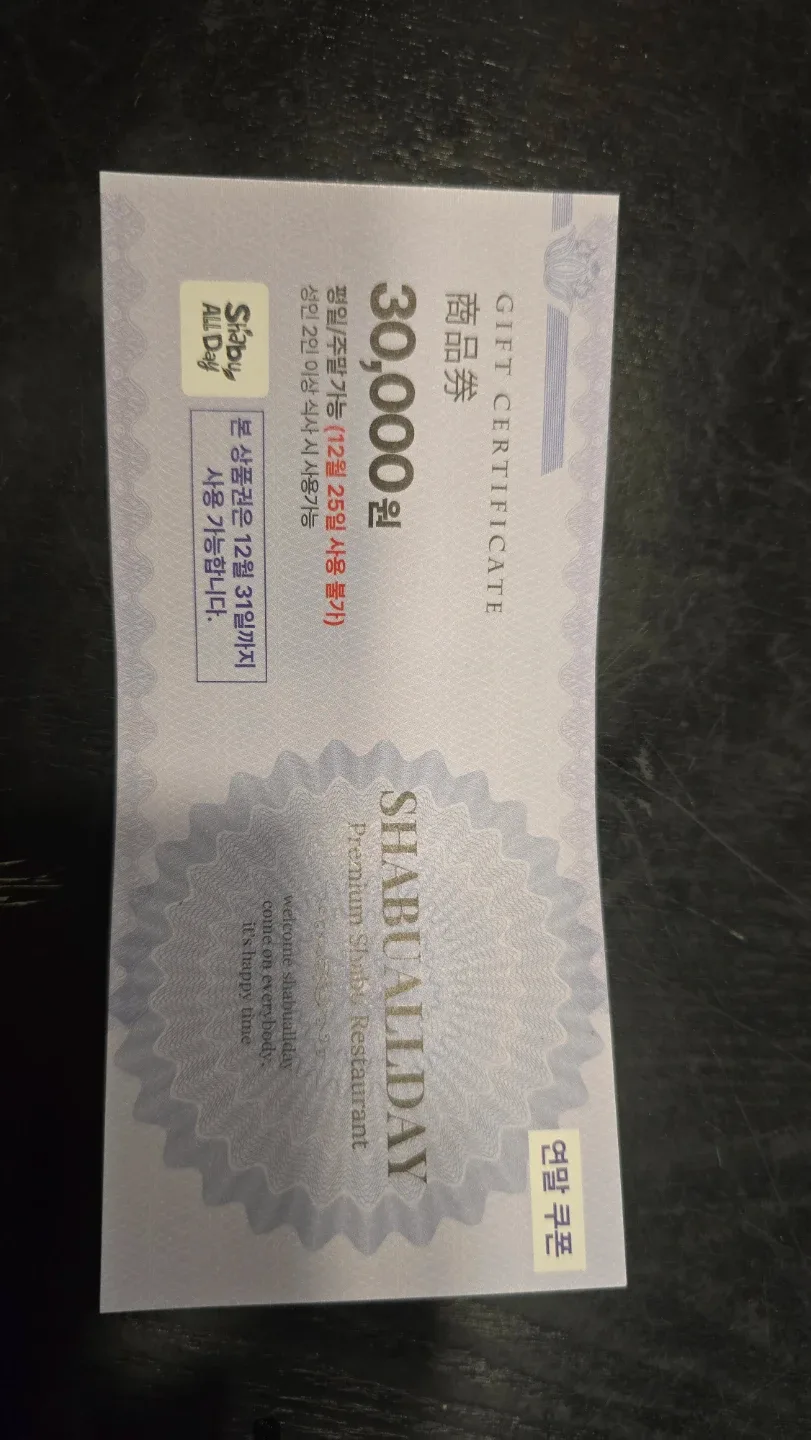 GIFT CERTIFICATE
商品券
30,000원
평일/주말가능 (12월 25일 사용 불가)
성인 2인 이상 식사 시 사용가능
Shabu
ALL Day
본 상품권은 12월 31일까지
사용 가능합니다.
연말 쿠폰
SHABU ALLDAY
Premium Shabu Restaurant
welcome shabuallday
come on everybody.
it's happy time